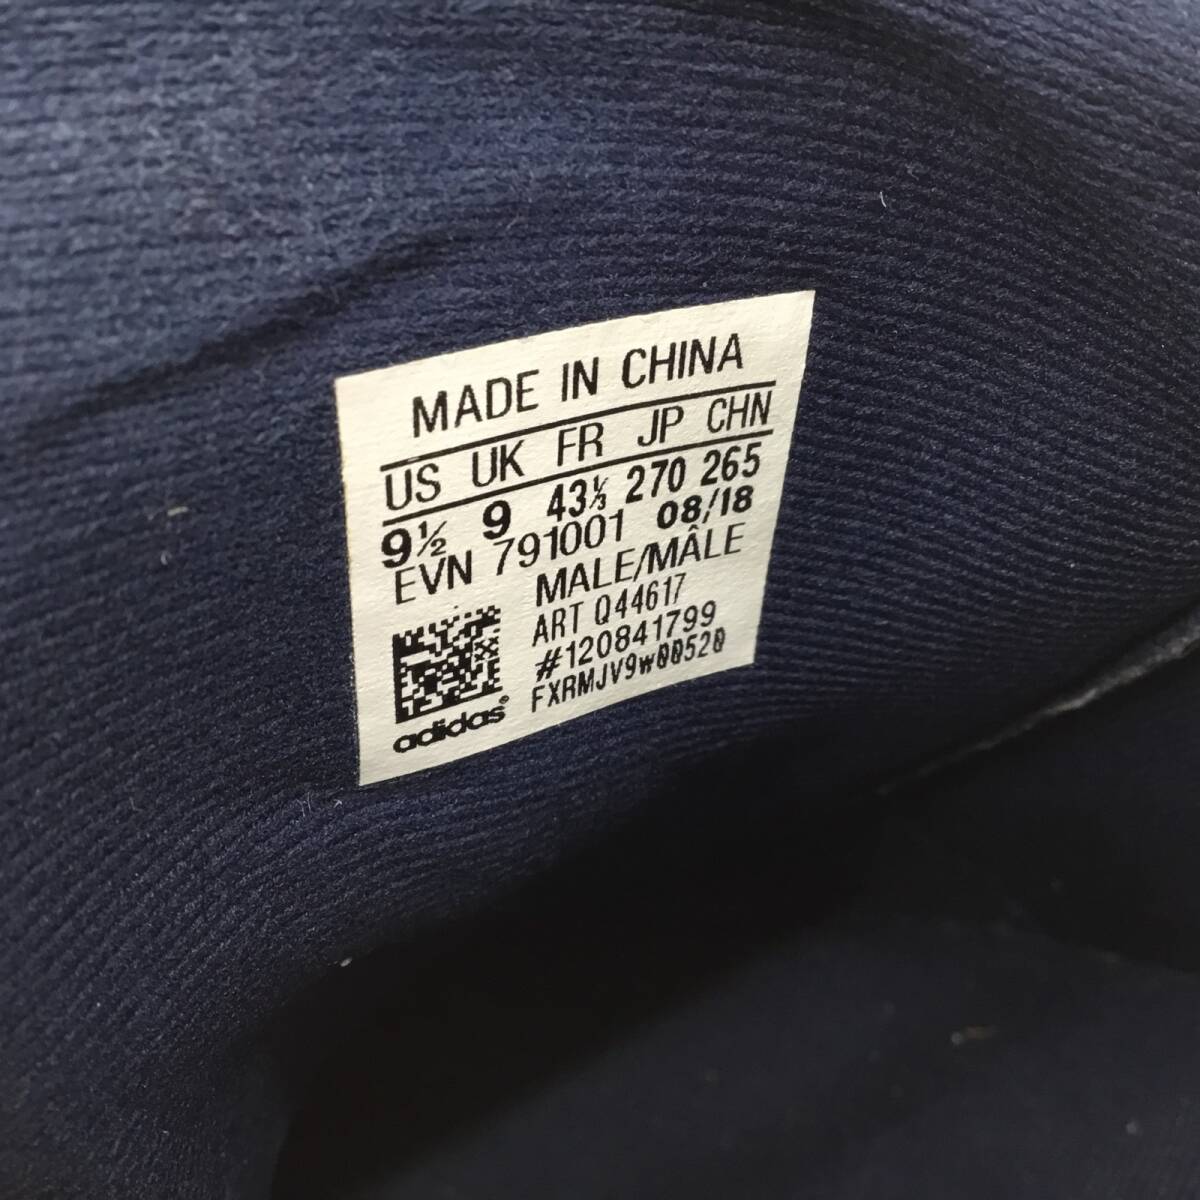 MADE IN CHINA
US UK FR JP CHN
9½ 9 43⅓ 270 265
EVN 791001 08/18
MALE/MÂLE
ART Q44617
#120841799
FXRMJV9w00520
adidas®